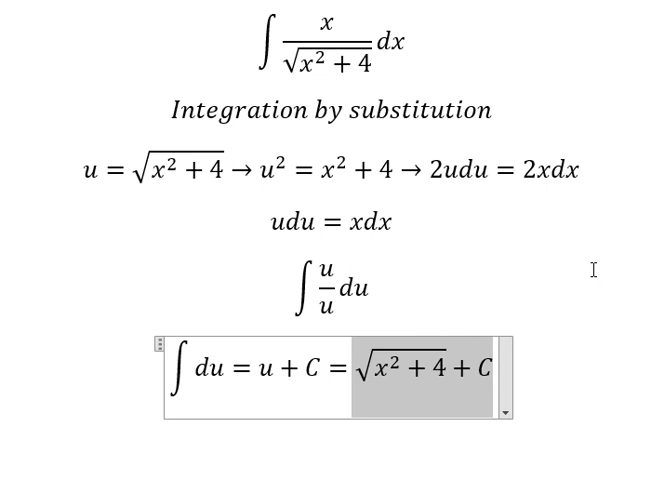 ∫ x/√(x² + 4) dx
Integration by substitution
u = √(x² + 4) → u² = x² + 4 → 2udu = 2xdx
udu = xdx
∫ u/u du
∫ du = u + C = √(x² + 4) + C